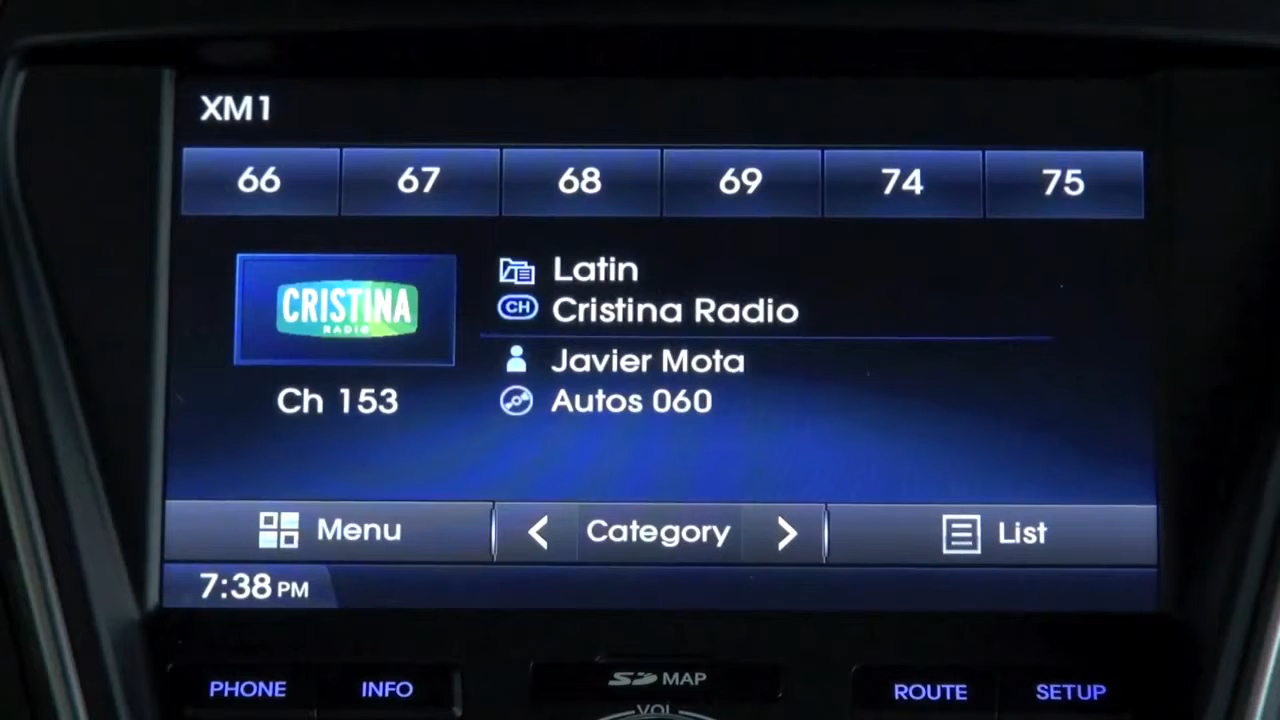 XM1
66 67 68 69 74 75
CRISTINA
RADIO
Ch 153
Latin
CH Cristina Radio
Javier Mota
Autos 060
Menu < Category > List
7:38 PM
PHONE INFO SD MAP ROUTE SETUP
VOL